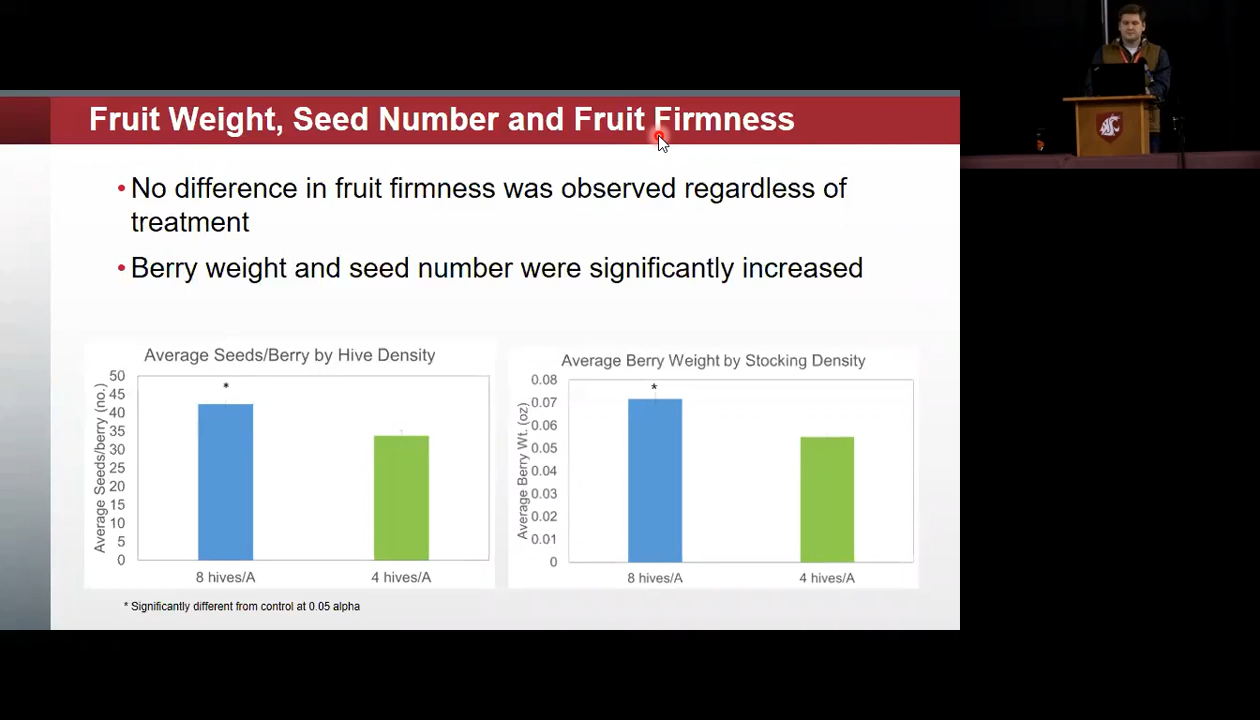 Fruit Weight, Seed Number and Fruit Firmness
•No difference in fruit firmness was observed regardless of
treatment
•Berry weight and seed number were significantly increased
Average Seeds/Berry by Hive Density
Average Seeds/berry (no.)
50
45
40
35
30
25
20
15
10
5
0
*
8 hives/A
4 hives/A
Average Berry Weight by Stocking Density
Average Berry Wt. (oz)
0.08
0.07
0.06
0.05
0.04
0.03
0.02
0.01
0
*
8 hives/A
4 hives/A
* Significantly different from control at 0.05 alpha